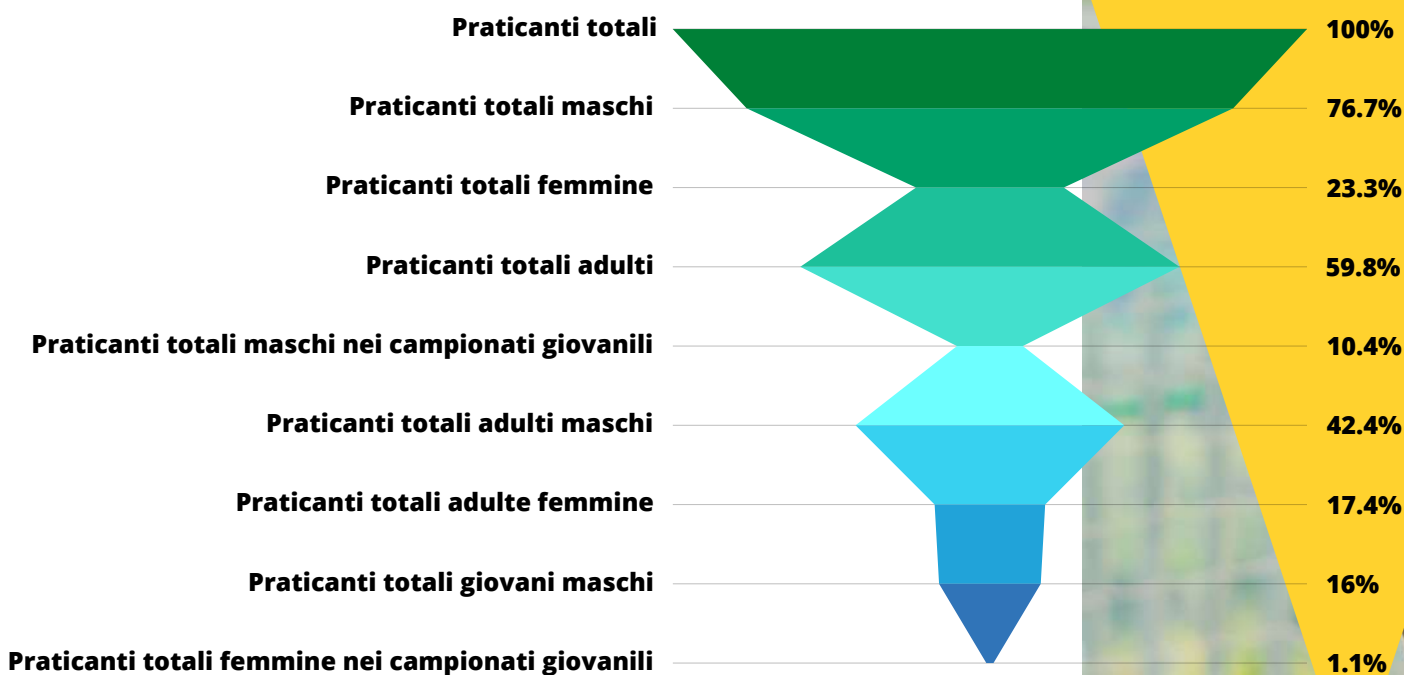 Praticanti totali 100%
Praticanti totali maschi 76.7%
Praticanti totali femmine 23.3%
Praticanti totali adulti 59.8%
Praticanti totali maschi nei campionati giovanili 10.4%
Praticanti totali adulti maschi 42.4%
Praticanti totali adulte femmine 17.4%
Praticanti totali giovani maschi 16%
Praticanti totali femmine nei campionati giovanili 1.1%